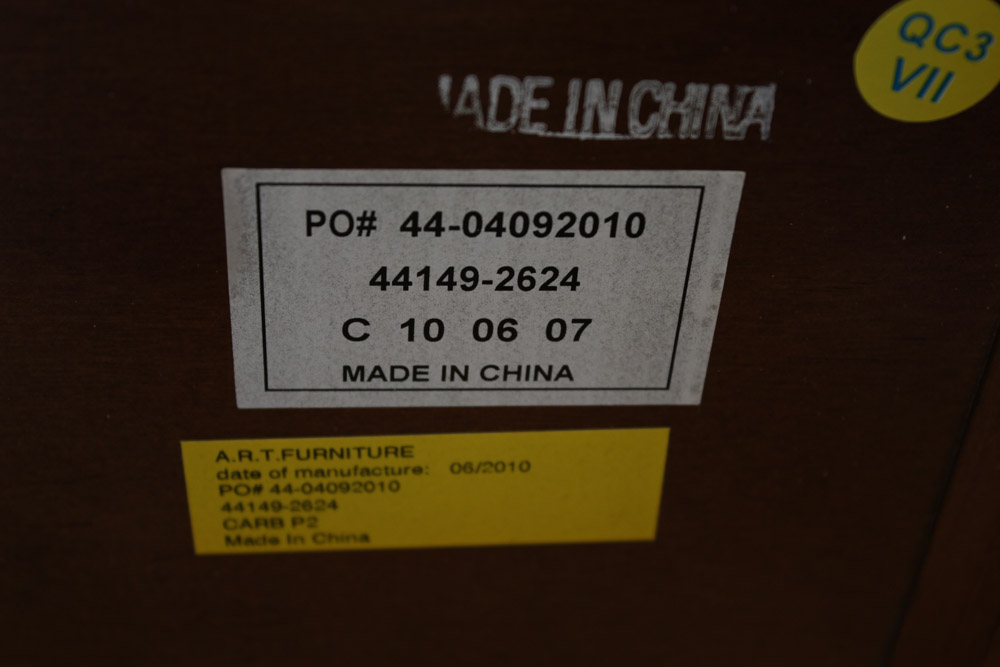 QC3
VII
MADE IN CHINA
PO# 44-04092010
44149-2624
C 10 06 07
MADE IN CHINA
A.R.T.FURNITURE
date of manufacture: 06/2010
PO# 44-04092010
44149-2624
CARB P2
Made In China